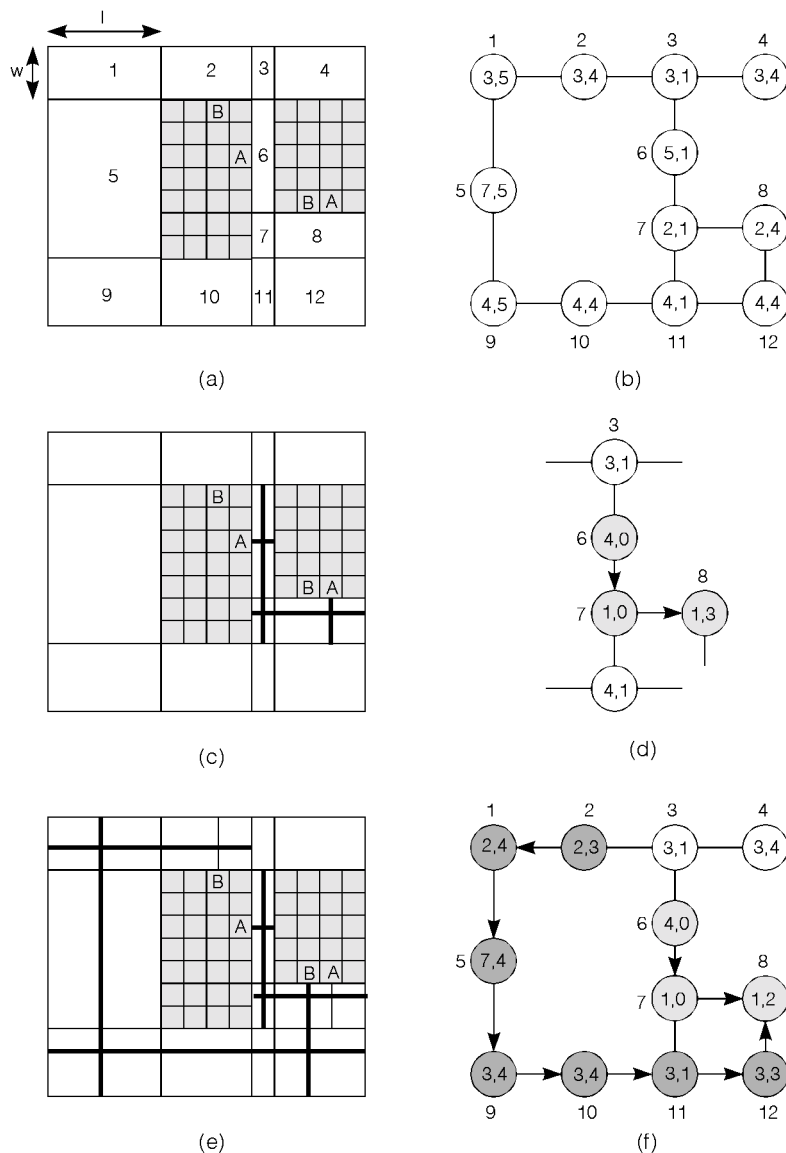 l
w
1 2 3 4
B
A
5
6
B A
7 8
9 10 11 12
(a)
1 2 3 4
3,5 3,4 3,1 3,4
6 5,1
5 7,5
8
7 2,1 2,4
4,5 4,4 4,1 4,4
9 10 11 12
(b)
B
A
B A
(c)
3
3,1
6 4,0
8
7 1,0 1,3
4,1
(d)
B
A
B A
(e)
1 2 3 4
2,4 2,3 3,1 3,4
6 4,0
5 7,4
8
7 1,0 1,2
3,4 3,4 3,1 3,3
9 10 11 12
(f)